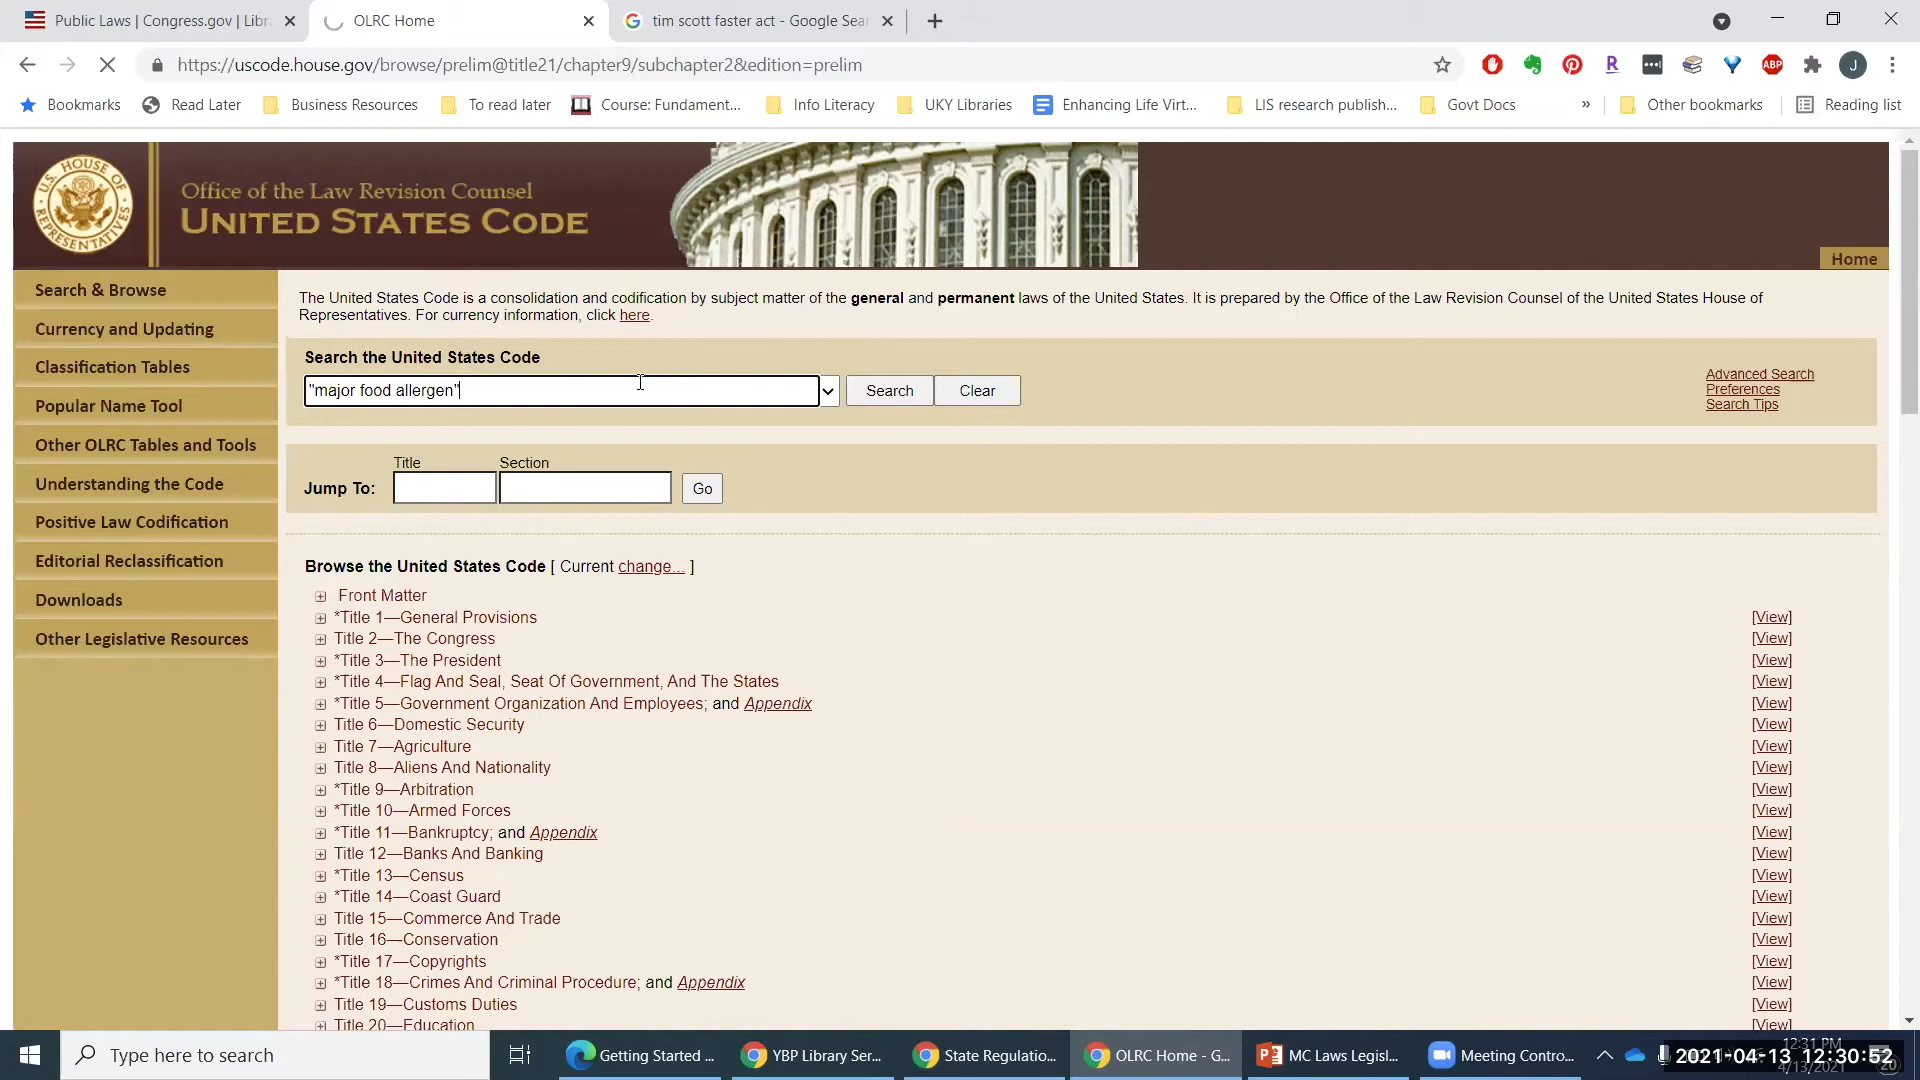 Public Laws | Congress.gov | Libr
OLRC Home
tim scott faster act - Google Sea
https://uscode.house.gov/browse/prelim@title21/chapter9/subchapter2&edition=prelim
ABP
J
Bookmarks
Read Later
Business Resources
To read later
Course: Fundament...
Info Literacy
UKY Libraries
Enhancing Life Virt...
LIS research publish...
Govt Docs
»
Other bookmarks
Reading list
U.S. HOUSE OF REPRESENTATIVES
Office of the Law Revision Counsel
UNITED STATES CODE
Home
Search & Browse
Currency and Updating
Classification Tables
Popular Name Tool
Other OLRC Tables and Tools
Understanding the Code
Positive Law Codification
Editorial Reclassification
Downloads
Other Legislative Resources
The United States Code is a consolidation and codification by subject matter of the general and permanent laws of the United States. It is prepared by the Office of the Law Revision Counsel of the United States House of
Representatives. For currency information, click here.
Search the United States Code
"major food allergen"
Search
Clear
Advanced Search
Preferences
Search Tips
Title
Section
Jump To:
Go
Browse the United States Code [ Current change... ]
Front Matter
*Title 1—General Provisions [View]
Title 2—The Congress [View]
*Title 3—The President [View]
*Title 4—Flag And Seal, Seat Of Government, And The States [View]
*Title 5—Government Organization And Employees; and Appendix [View]
Title 6—Domestic Security [View]
Title 7—Agriculture [View]
Title 8—Aliens And Nationality [View]
*Title 9—Arbitration [View]
*Title 10—Armed Forces [View]
*Title 11—Bankruptcy; and Appendix [View]
Title 12—Banks And Banking [View]
*Title 13—Census [View]
*Title 14—Coast Guard [View]
Title 15—Commerce And Trade [View]
Title 16—Conservation [View]
*Title 17—Copyrights [View]
*Title 18—Crimes And Criminal Procedure; and Appendix [View]
Title 19—Customs Duties [View]
Title 20—Education [View]
Type here to search
Getting Started ...
YBP Library Ser...
State Regulatio...
OLRC Home - G...
MC Laws Legisl...
Meeting Contro...
12:31 PM
2021-04-13 12:30:52
4/13/2021
20